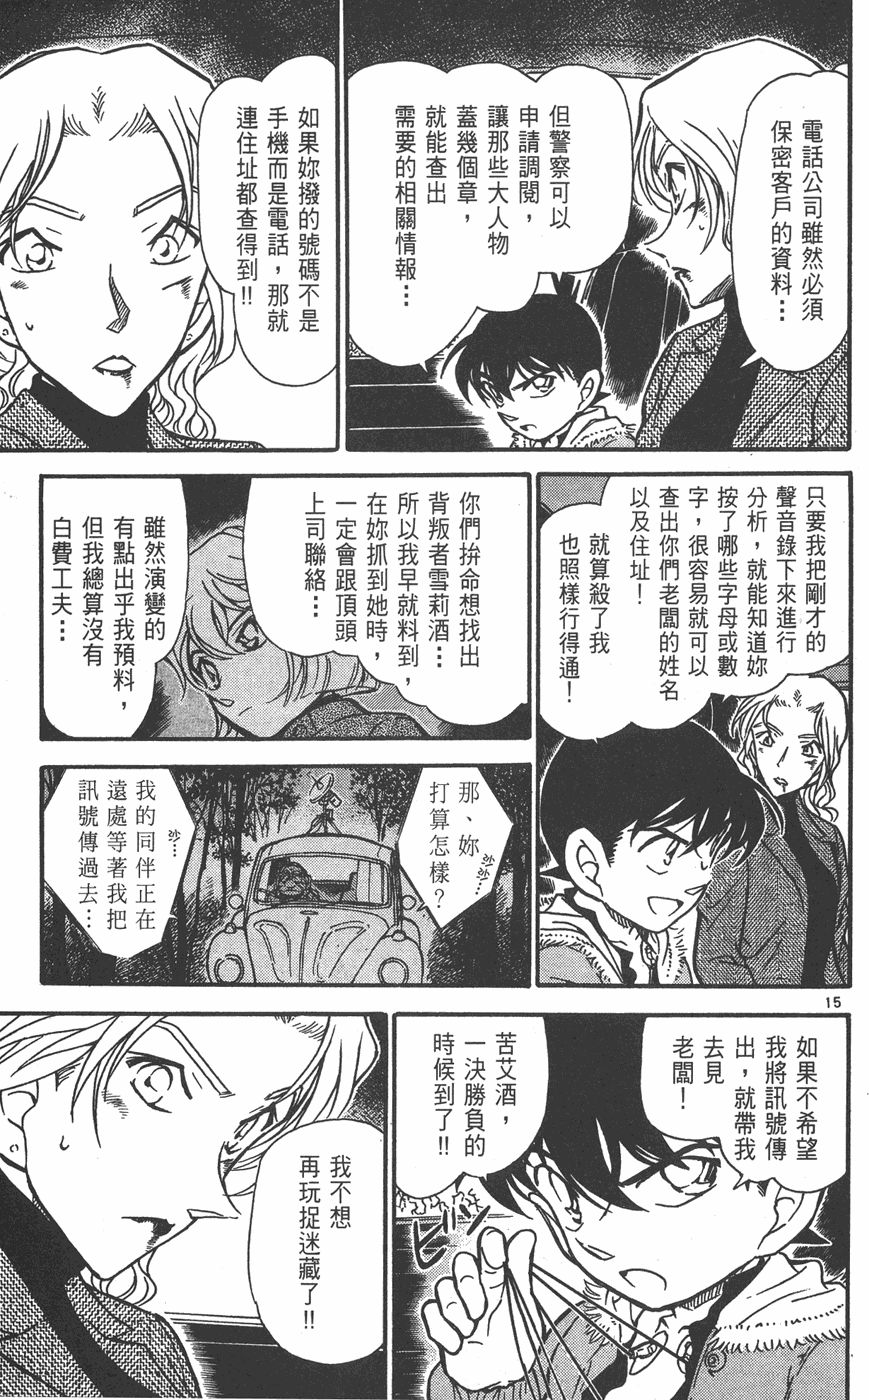 電話公司雖然必須
保密客戶的資料…
但警察可以
申請調閱，
讓那些大人物
蓋幾個章，
就能查出
需要的相關情報…
如果妳撥的號碼不是
手機而是電話，那就
連住址都查得到!!
只要我把剛才的
聲音錄下來進行
分析，就能知道妳
按了哪些字母或數
字，很容易就可以
查出你們老闆的姓名
以及住址！
就算殺了我
也照樣行得通！
你們拚命想找出
背叛者雪莉酒…
所以我早就料到，
在妳抓到她時，
一定會跟頂頭
上司聯絡…
雖然演變的
有點出乎我預料，
但我總算沒有
白費工夫…
那、妳
打算怎樣？
沙沙…
沙…
我的同伴正在
遠處等著我把
訊號傳過去…
15
如果不希望
我將訊號傳
出，就帶我
去見
老闆！
苦艾酒，
一決勝負的
時候到了!!
ビン
我不想
再玩捉迷藏了!!